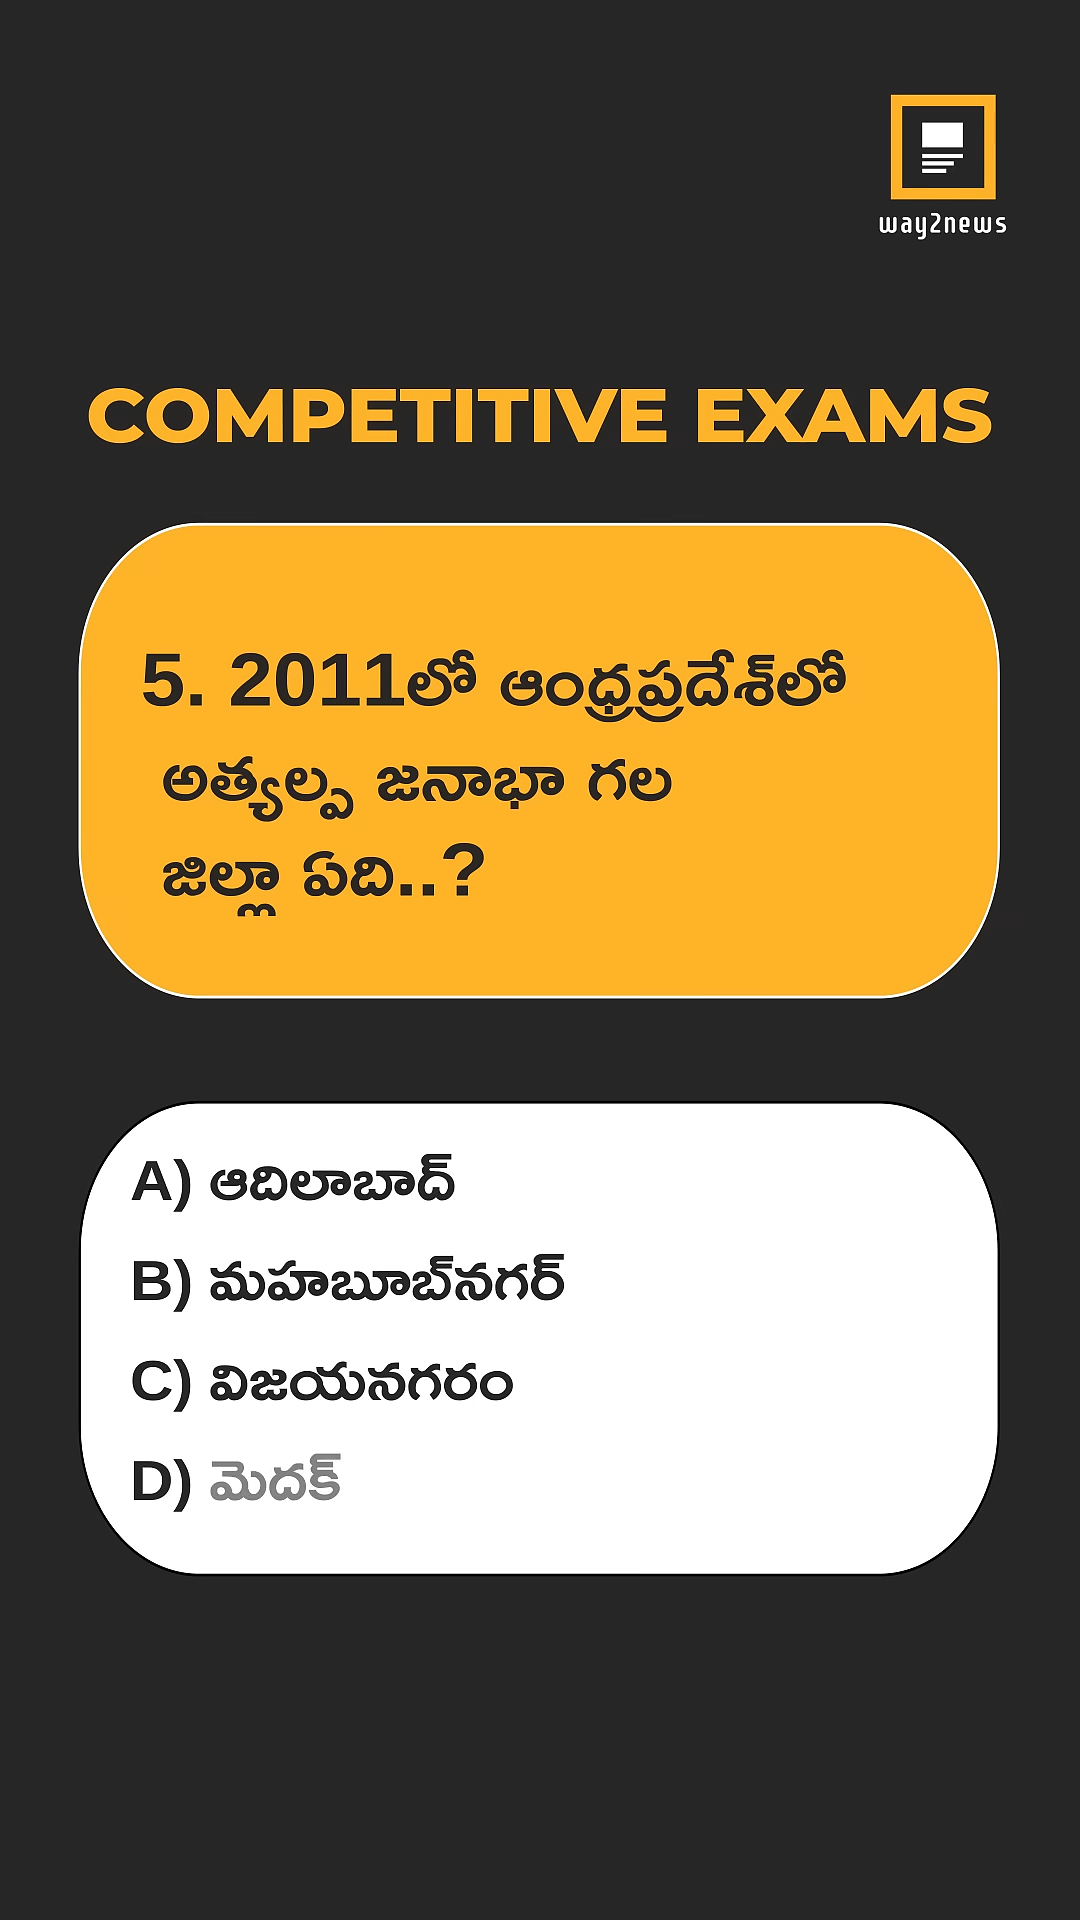 way2news
COMPETITIVE EXAMS
5. 2011లో ఆంధ్రప్రదేశ్‌లో
అత్యల్ప జనాభా గల
జిల్లా ఏది..?
A) ఆదిలాబాద్
B) మహబూబ్‌నగర్
C) విజయనగరం
D) మెదక్